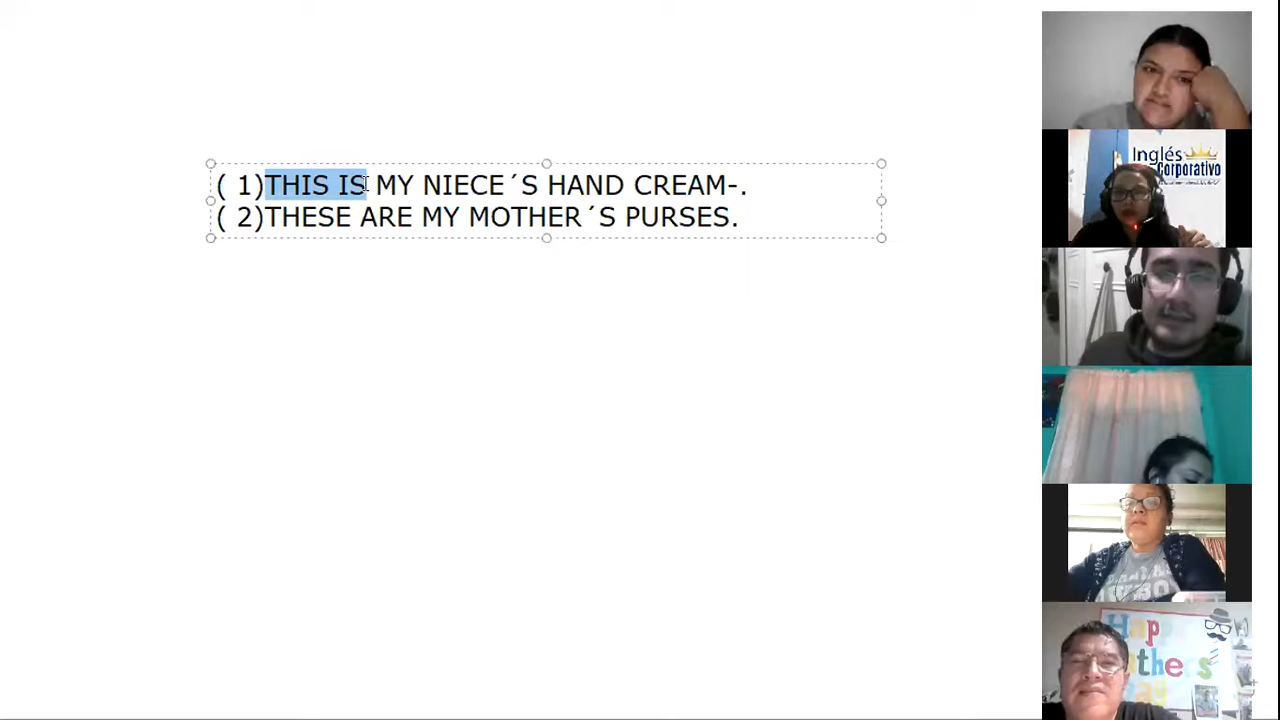 ( 1)THIS IS MY NIECE´S HAND CREAM-.
( 2)THESE ARE MY MOTHER´S PURSES.
Inglés
Corporativo
Happy
Fathers
Day